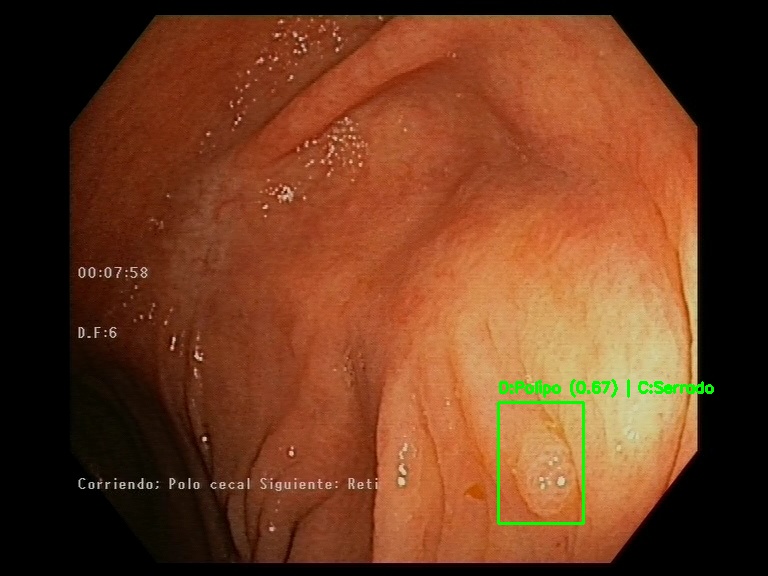 00:07:58
D.F:6
D:Polipo (0.67) | C:Serrado
Corriendo; Polo cecal Siguiente: Reti